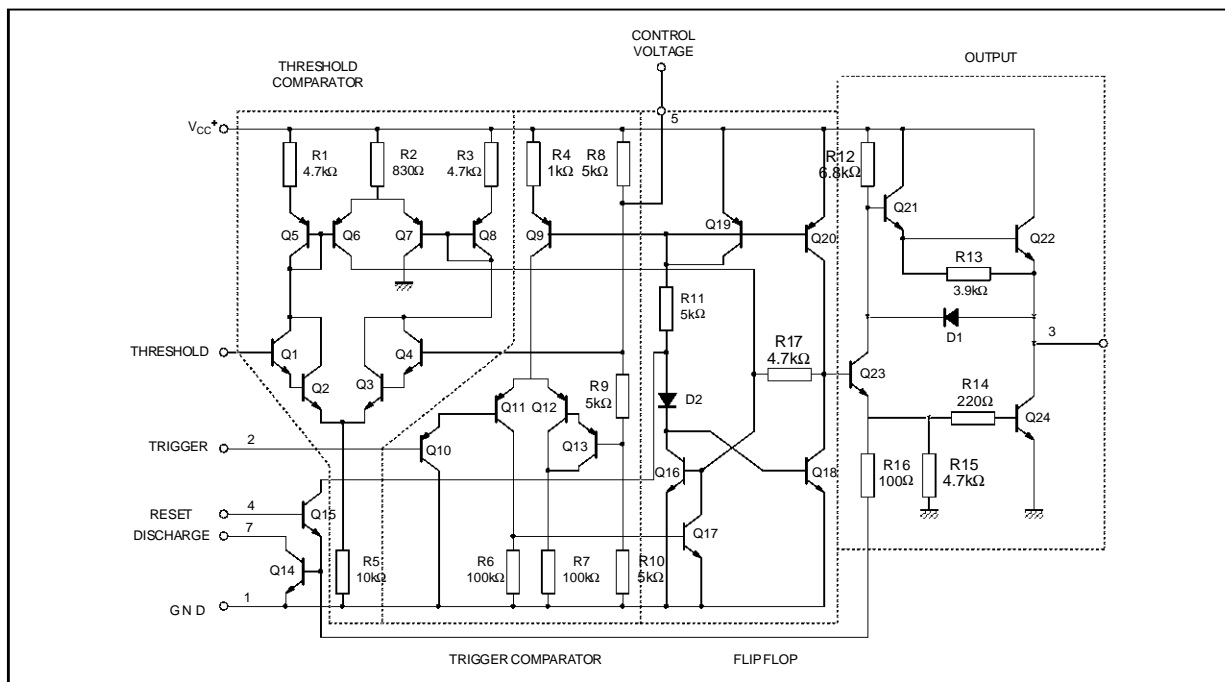 CONTROL
VOLTAGE
THRESHOLD
COMPARATOR
OUTPUT
5
VCC+
R1
4.7kΩ
R2
830Ω
R3
4.7kΩ
R4
1kΩ
R8
5kΩ
R12
6.8kΩ
Q5
Q6
Q7
Q8
Q9
Q19
Q20
Q21
Q22
R13
3.9kΩ
R11
5kΩ
D1
3
R17
4.7kΩ
THRESHOLD
Q1
Q2
Q3
Q4
Q23
R9
5kΩ
D2
R14
220Ω
Q11
Q12
Q24
TRIGGER
2
Q10
Q13
Q16
Q18
R16
100Ω
R15
4.7kΩ
RESET
4
Q15
DISCHARGE
7
Q17
Q14
R5
10kΩ
R6
100kΩ
R7
100kΩ
R10
5kΩ
GND
1
TRIGGER COMPARATOR
FLIP FLOP